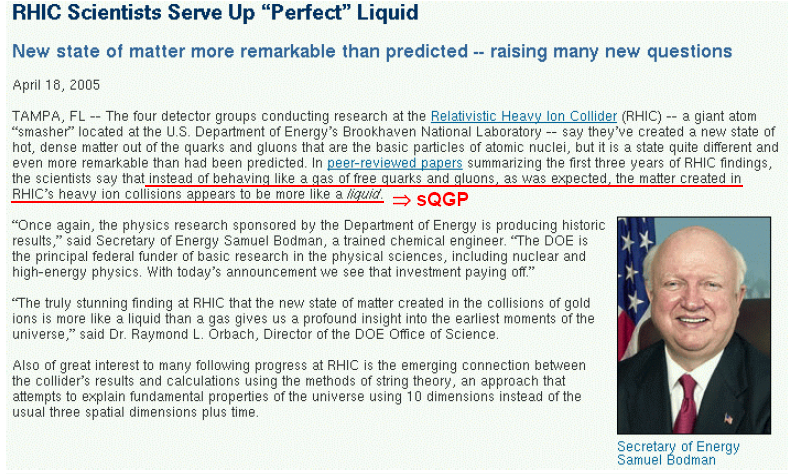 RHIC Scientists Serve Up “Perfect” Liquid
New state of matter more remarkable than predicted -- raising many new questions
April 18, 2005
TAMPA, FL -- The four detector groups conducting research at the Relativistic Heavy Ion Collider (RHIC) -- a giant atom
“smasher” located at the U.S. Department of Energy’s Brookhaven National Laboratory -- say they’ve created a new state of
hot, dense matter out of the quarks and gluons that are the basic particles of atomic nuclei, but it is a state quite different and
even more remarkable than had been predicted. In peer-reviewed papers summarizing the first three years of RHIC findings,
the scientists say that instead of behaving like a gas of free quarks and gluons, as was expected, the matter created in
RHIC’s heavy ion collisions appears to be more like a liquid. ⇒ sQGP
“Once again, the physics research sponsored by the Department of Energy is producing historic
results,” said Secretary of Energy Samuel Bodman, a trained chemical engineer. “The DOE is
the principal federal funder of basic research in the physical sciences, including nuclear and
high-energy physics. With today’s announcement we see that investment paying off.”
“The truly stunning finding at RHIC that the new state of matter created in the collisions of gold
ions is more like a liquid than a gas gives us a profound insight into the earliest moments of the
universe,” said Dr. Raymond L. Orbach, Director of the DOE Office of Science.
Also of great interest to many following progress at RHIC is the emerging connection between
the collider’s results and calculations using the methods of string theory, an approach that
attempts to explain fundamental properties of the universe using 10 dimensions instead of the
usual three spatial dimensions plus time.
Secretary of Energy
Samuel Bodman